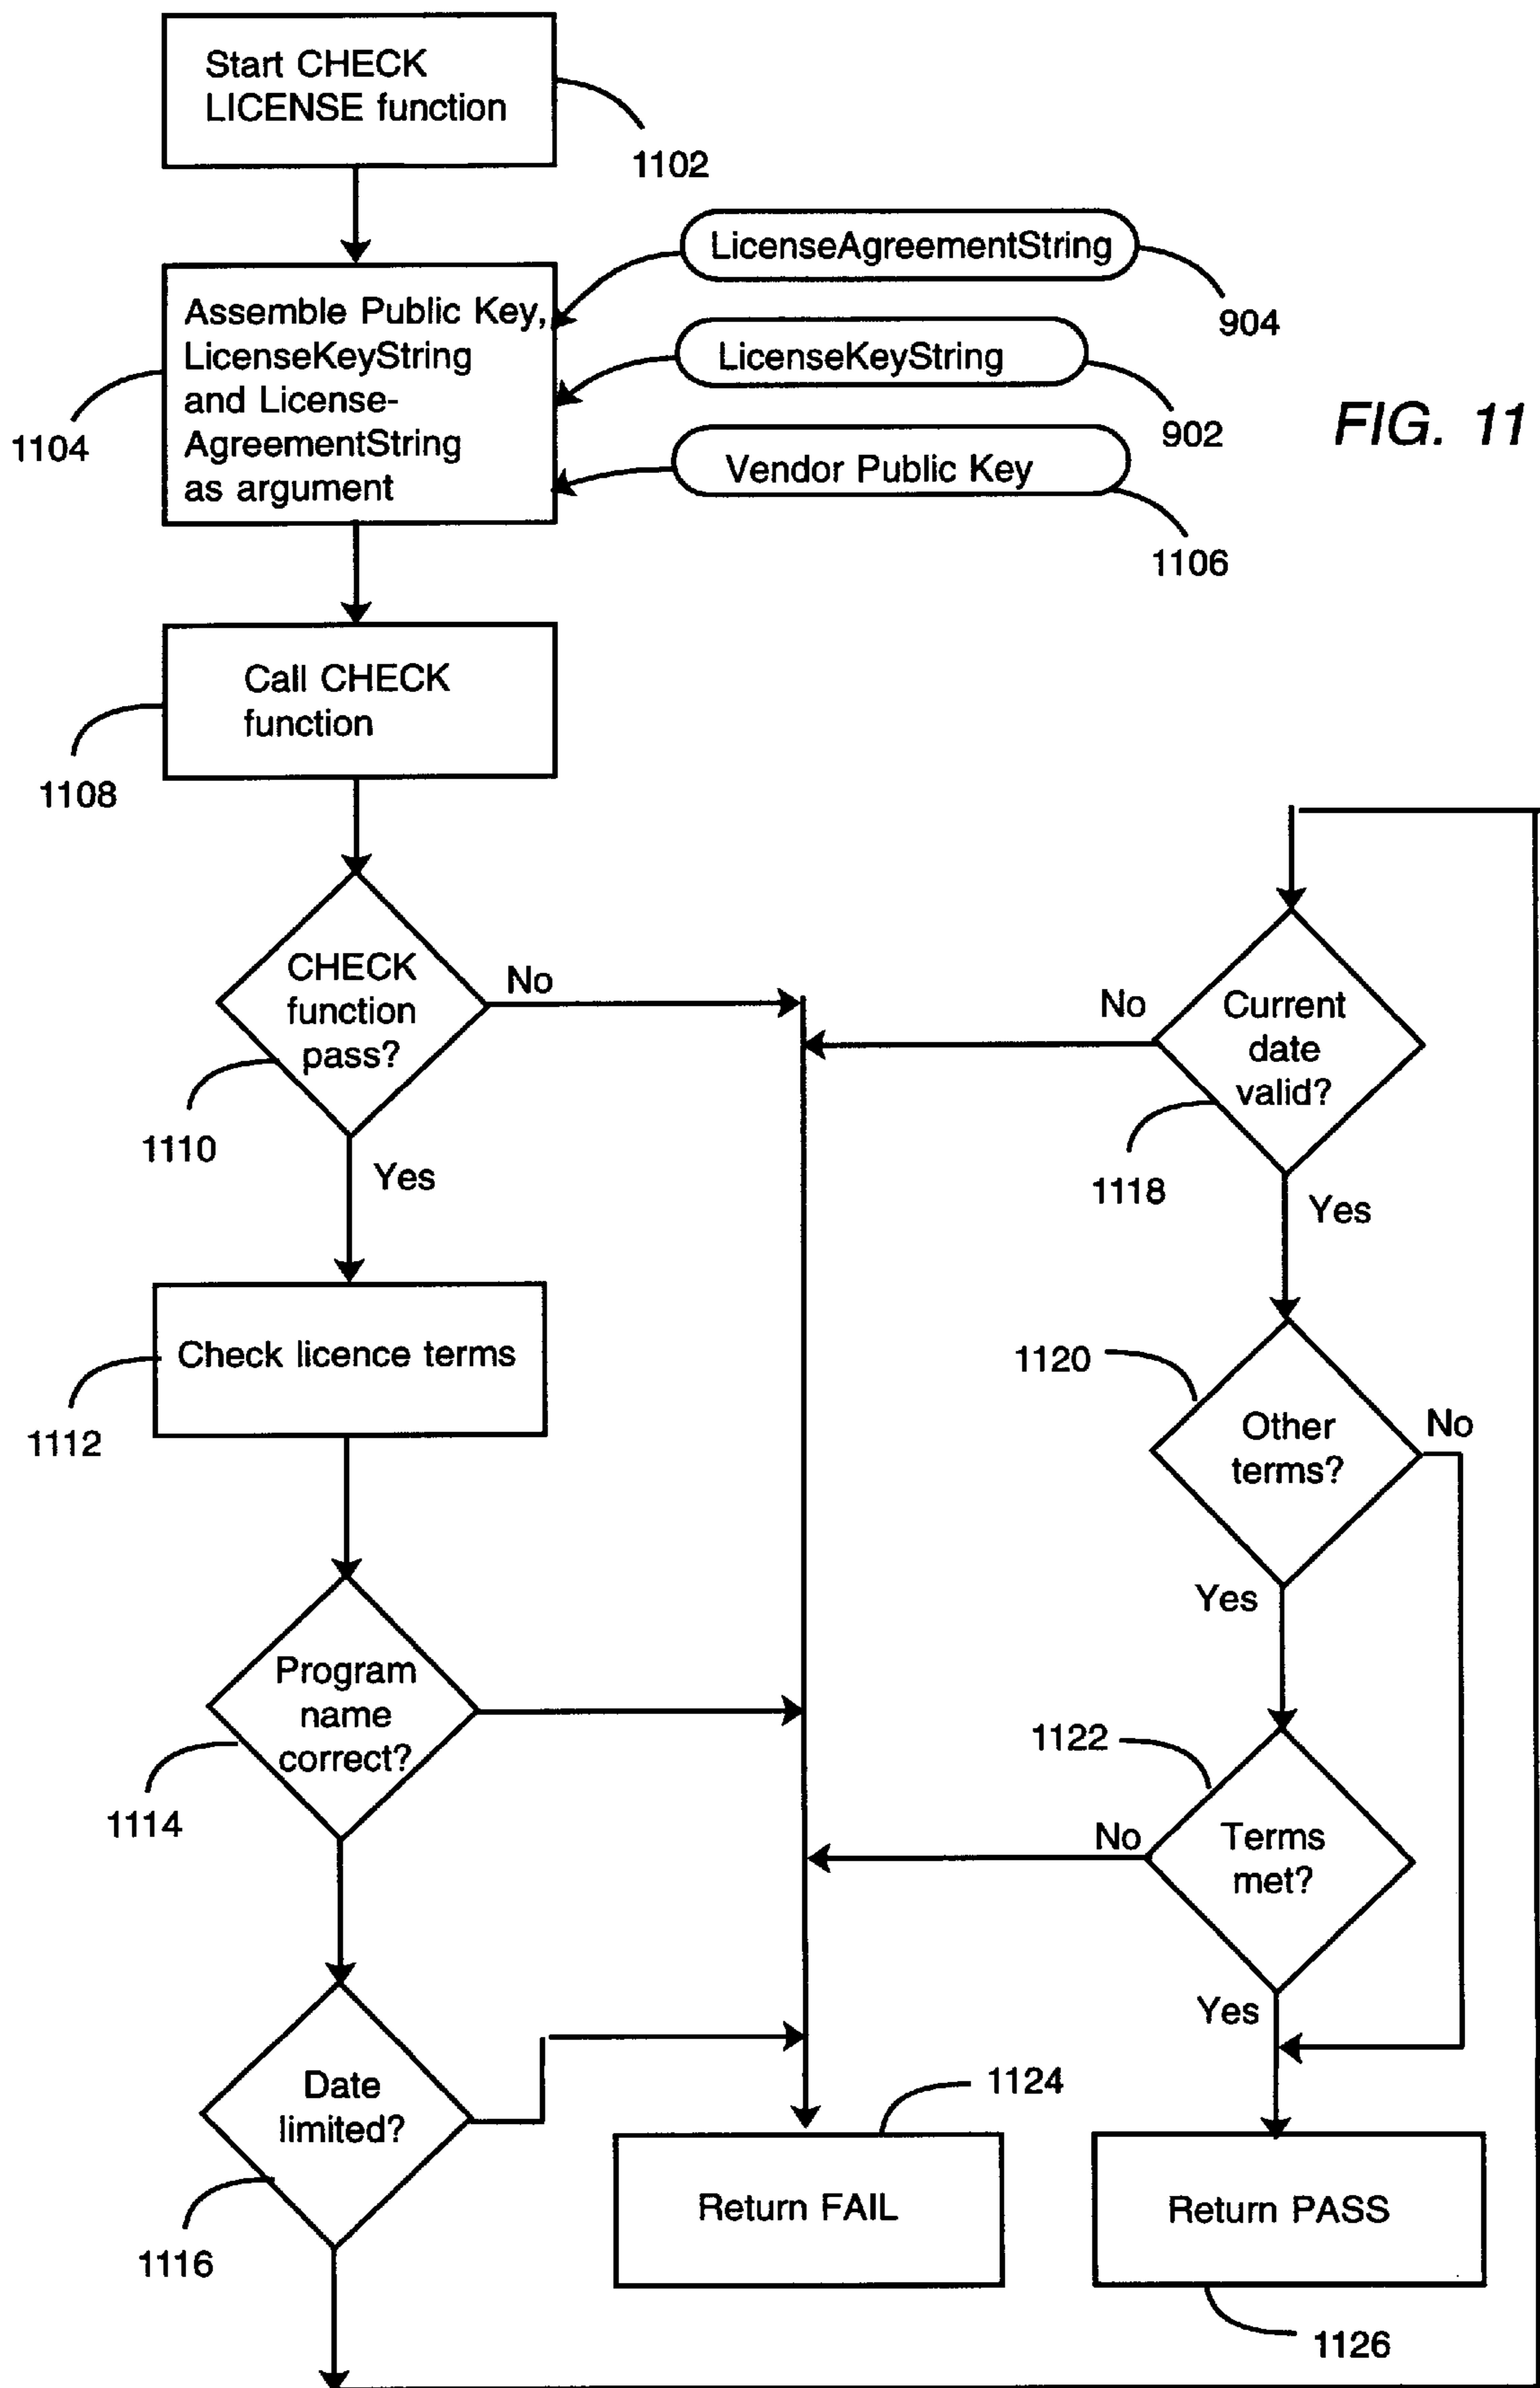 Start CHECK
LICENSE function
1102
LicenseAgreementString
904
Assemble Public Key,
LicenseKeyString
and License-
AgreementString
as argument
1104
LicenseKeyString
902
FIG. 11
Vendor Public Key
1106
Call CHECK
function
1108
CHECK
function
pass?
No
1110
Yes
No
Current
date
valid?
1118
Yes
Check licence terms
1112
1120
Other
terms?
No
Yes
Program
name
correct?
1114
1122
Terms
met?
No
Yes
Date
limited?
1116
1124
Return FAIL
Return PASS
1126